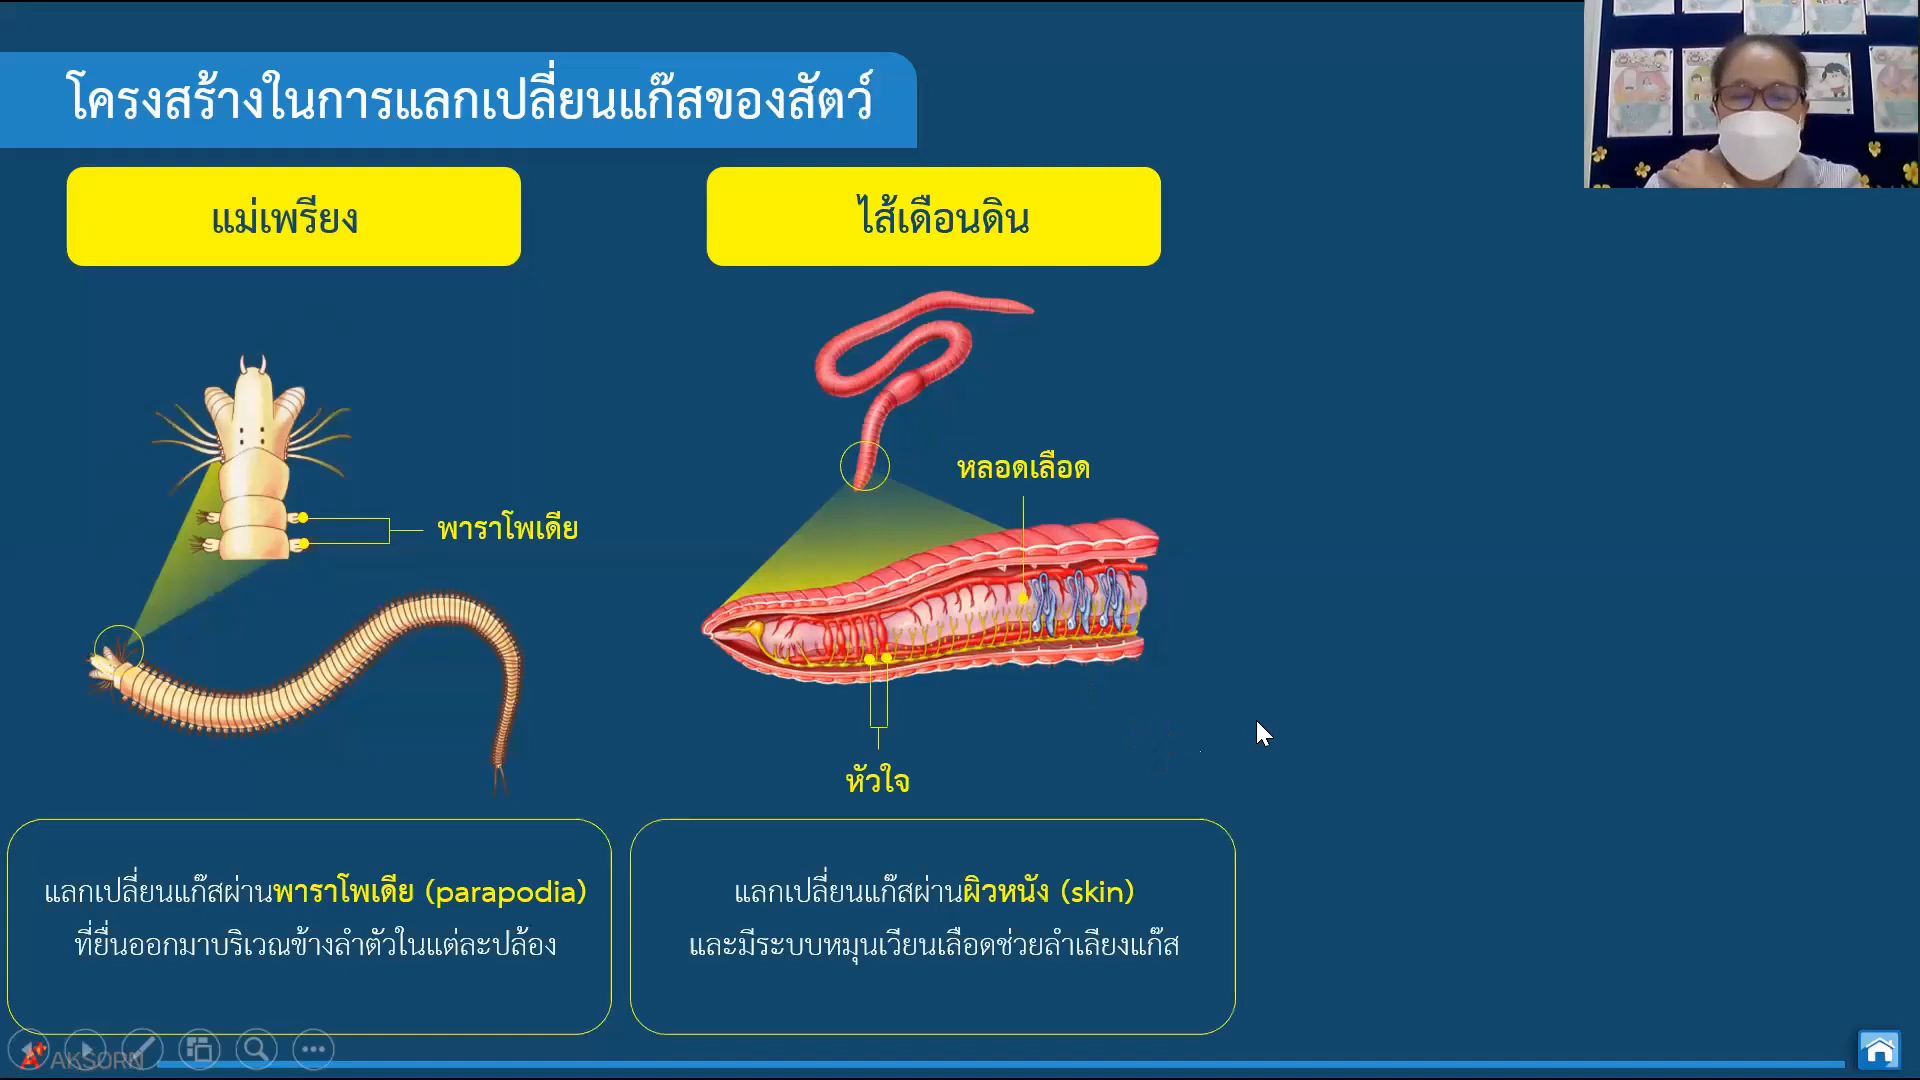 โครงสร้างในการแลกเปลี่ยนแก๊สของสัตว์
แม่เพรียง
ไส้เดือนดิน
หลอดเลือด
พาราโพเดีย
หัวใจ
แลกเปลี่ยนแก๊สผ่านพาราโพเดีย (parapodia)
ที่ยื่นออกมาบริเวณข้างลำตัวในแต่ละปล้อง
แลกเปลี่ยนแก๊สผ่านผิวหนัง (skin)
และมีระบบหมุนเวียนเลือดช่วยลำเลียงแก๊ส
AKSORN